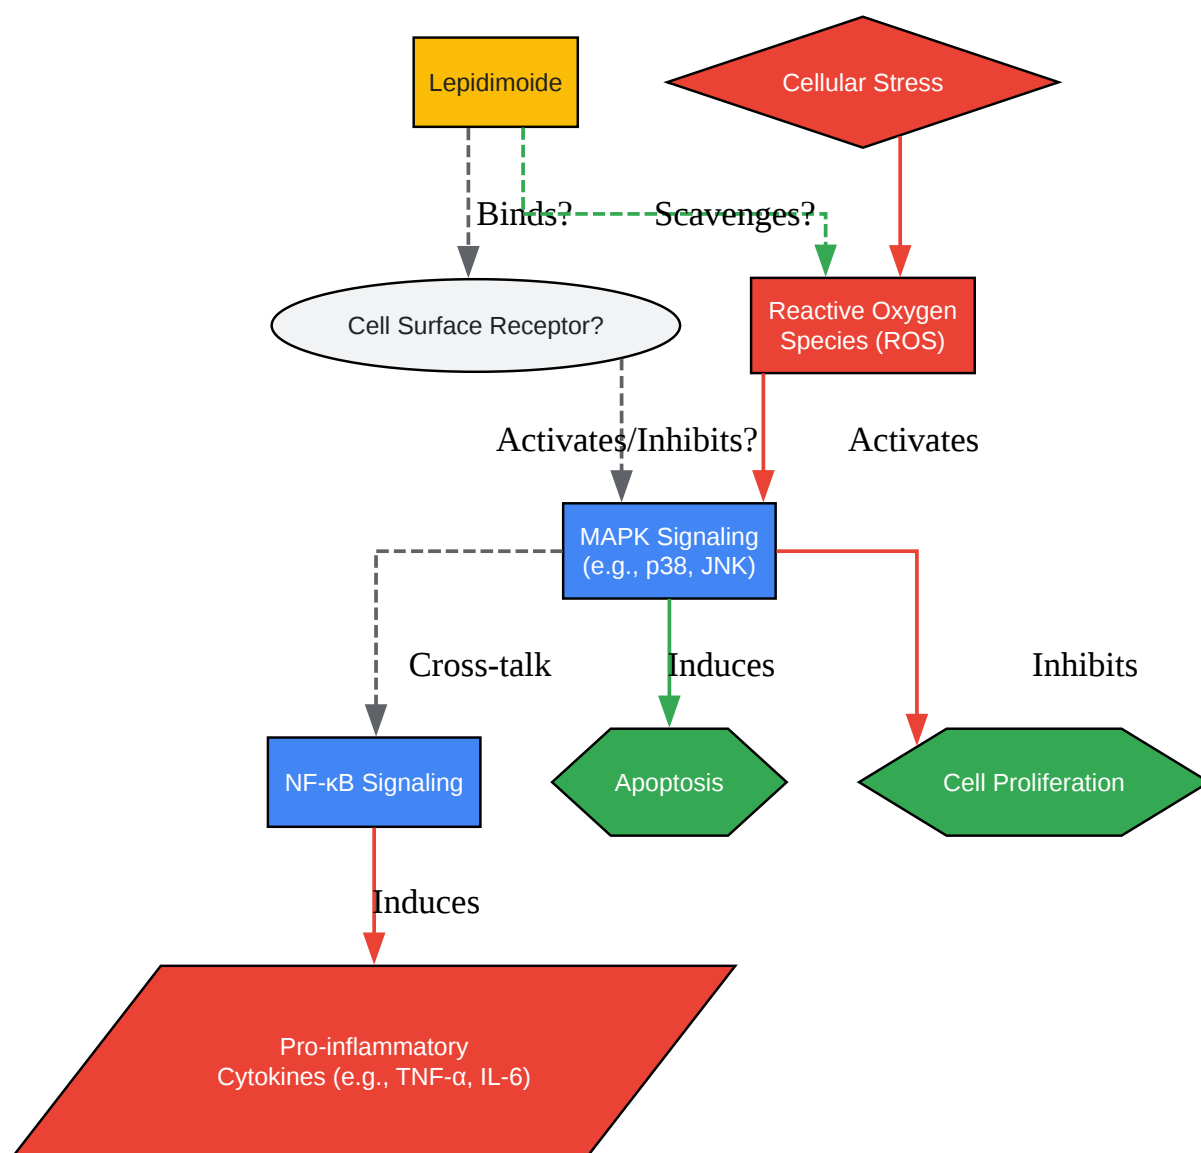 Lepidimoide
Cellular Stress
Binds?
Scavenges?
Cell Surface Receptor?
Reactive Oxygen
Species (ROS)
Activates/Inhibits?
Activates
MAPK Signaling
(e.g., p38, JNK)
Cross-talk
Induces
Inhibits
NF-κB Signaling
Apoptosis
Cell Proliferation
Induces
Pro-inflammatory
Cytokines (e.g., TNF-α, IL-6)